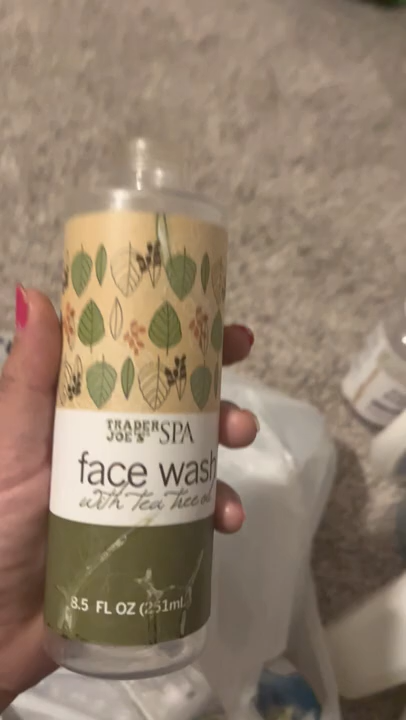 TRADER JOE'S SPA
face wash
with Tea Tree oil
8.5 FL OZ (251mL)